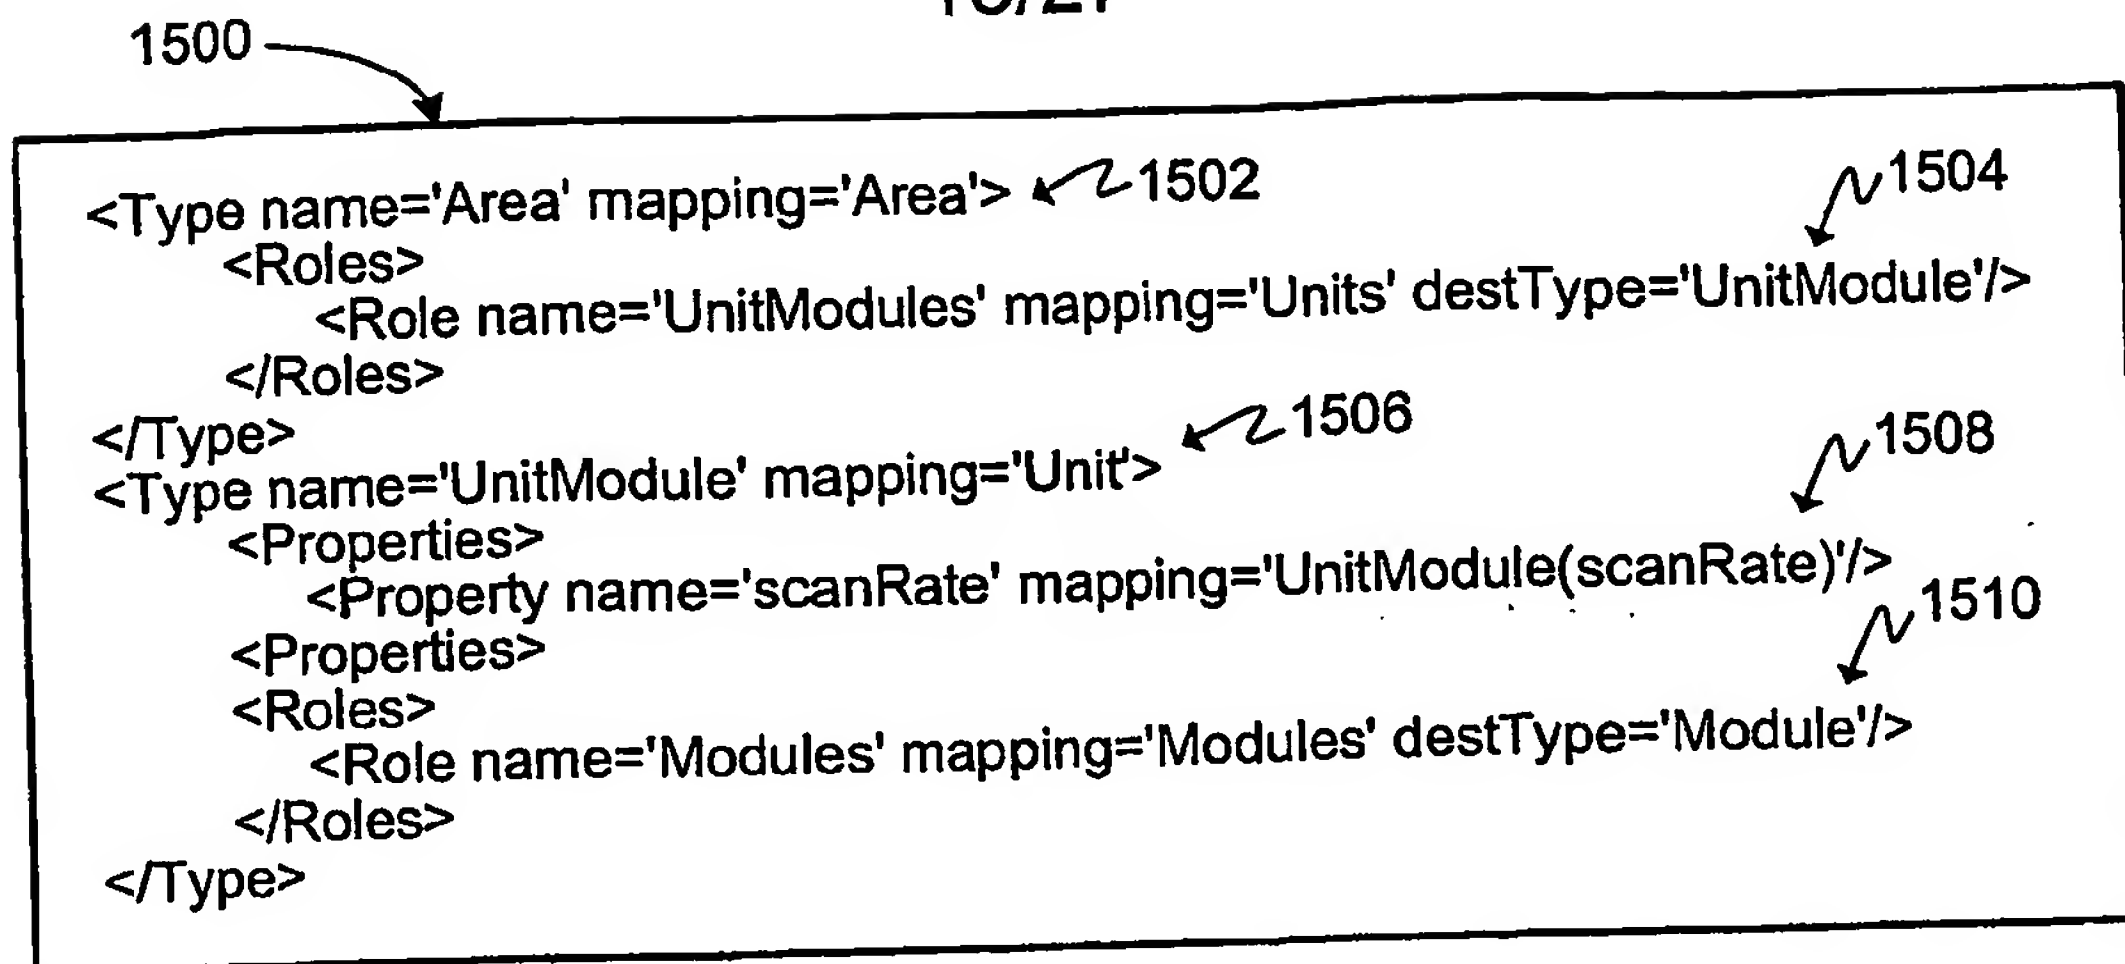 1500
<Type name='Area' mapping='Area'> 1502
1504
<Roles>
<Role name='UnitModules' mapping='Units' destType='UnitModule'/>
</Roles>
</Type>
1506
<Type name='UnitModule' mapping='Unit'>
1508
<Properties>
<Property name='scanRate' mapping='UnitModule(scanRate)'/>
1510
<Properties>
<Roles>
<Role name='Modules' mapping='Modules' destType='Module'/>
</Roles>
</Type>